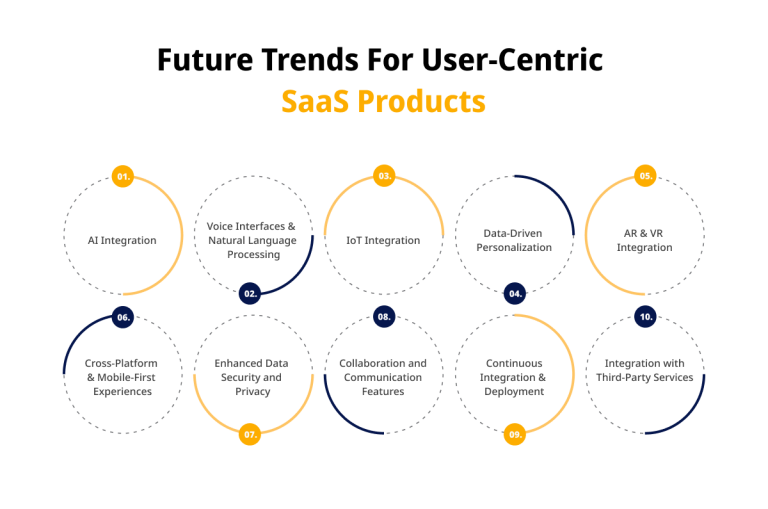 Future Trends For User-Centric
SaaS Products
01.
AI Integration
02.
Voice Interfaces &
Natural Language
Processing
03.
IoT Integration
04.
Data-Driven
Personalization
05.
AR & VR
Integration
06.
Cross-Platform
& Mobile-First
Experiences
07.
Enhanced Data
Security and
Privacy
08.
Collaboration and
Communication
Features
09.
Continuous
Integration &
Deployment
10.
Integration with
Third-Party Services